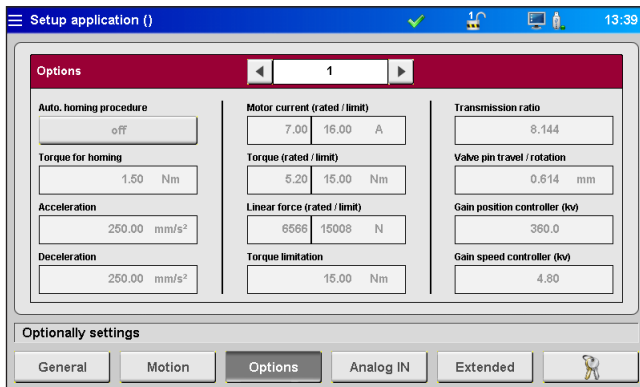 Setup application ()
1
13:39
Options
1
Auto. homing procedure
off
Torque for homing
1.50 Nm
Acceleration
250.00 mm/s²
Deceleration
250.00 mm/s²
Motor current (rated / limit)
7.00 16.00 A
Torque (rated / limit)
5.20 15.00 Nm
Linear force (rated / limit)
6566 15008 N
Torque limitation
15.00 Nm
Transmission ratio
8.144
Valve pin travel / rotation
0.614 mm
Gain position controller (kv)
360.0
Gain speed controller (kv)
4.80
Optionally settings
General Motion Options Analog IN Extended